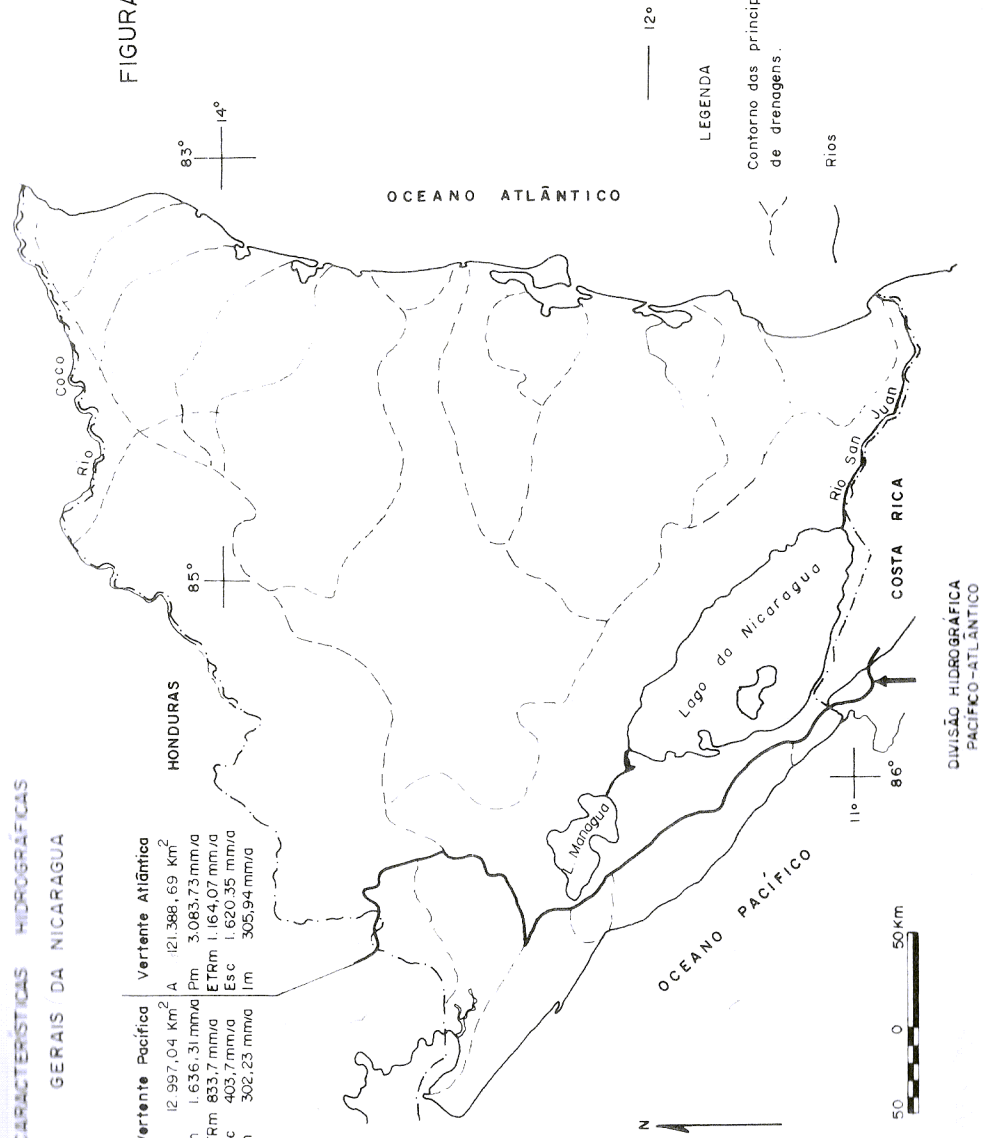 CARACTERÍSTICAS HIDROGRÁFICAS
GERAIS DA NICARAGUA
FIGURA
Vertente Pacífica
12.997,04 Km²
1.636,31 mm/a
TRm 833,7 mm/a
c 403,7 mm/a
302,23 mm/a
Vertente Atlântica
A 121.388,69 Km²
Pm 3.083,73 mm/a
ETRm 1.164,07 mm/a
Esc 1.620.35 mm/a
Im 305,94 mm/a
HONDURAS
Rio Coco
83°
14°
85°
OCEANO ATLÂNTICO
12°
LEGENDA
Contorno das princip
de drenagens.
Rios
Managua
Lago da Nicaragua
Rio San Juan
COSTA RICA
OCEANO PACÍFICO
11°
86°
N
50 0 50 Km
DIVISÃO HIDROGRÁFICA
PACÍFICO-ATLÂNTICO